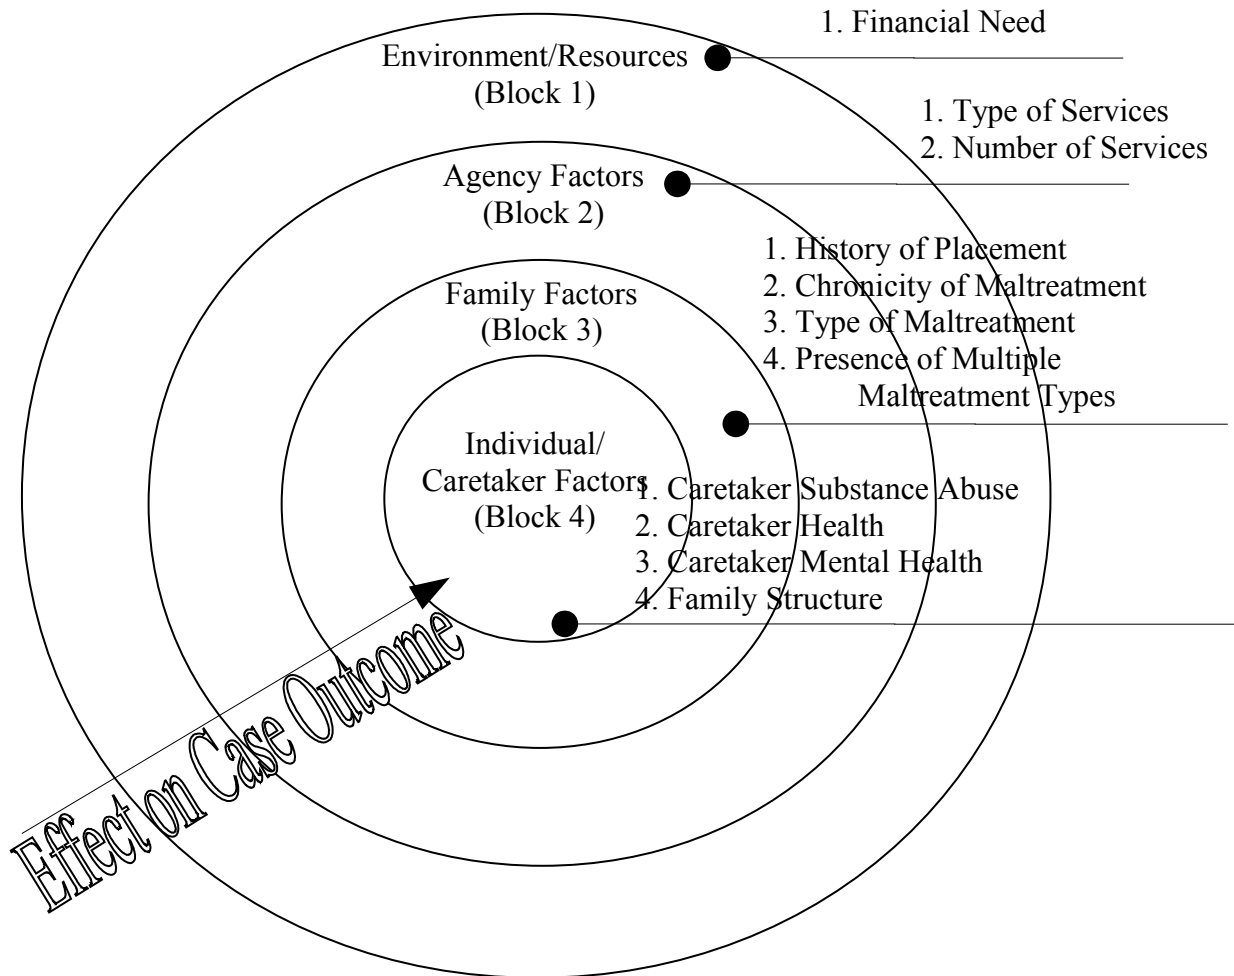 1. Financial Need
Environment/Resources
(Block 1)
1. Type of Services
2. Number of Services
Agency Factors
(Block 2)
1. History of Placement
2. Chronicity of Maltreatment
3. Type of Maltreatment
4. Presence of Multiple
Maltreatment Types
Family Factors
(Block 3)
Individual/
Caretaker Factors
(Block 4)
1. Caretaker Substance Abuse
2. Caretaker Health
3. Caretaker Mental Health
4. Family Structure
Effect on Case Outcome